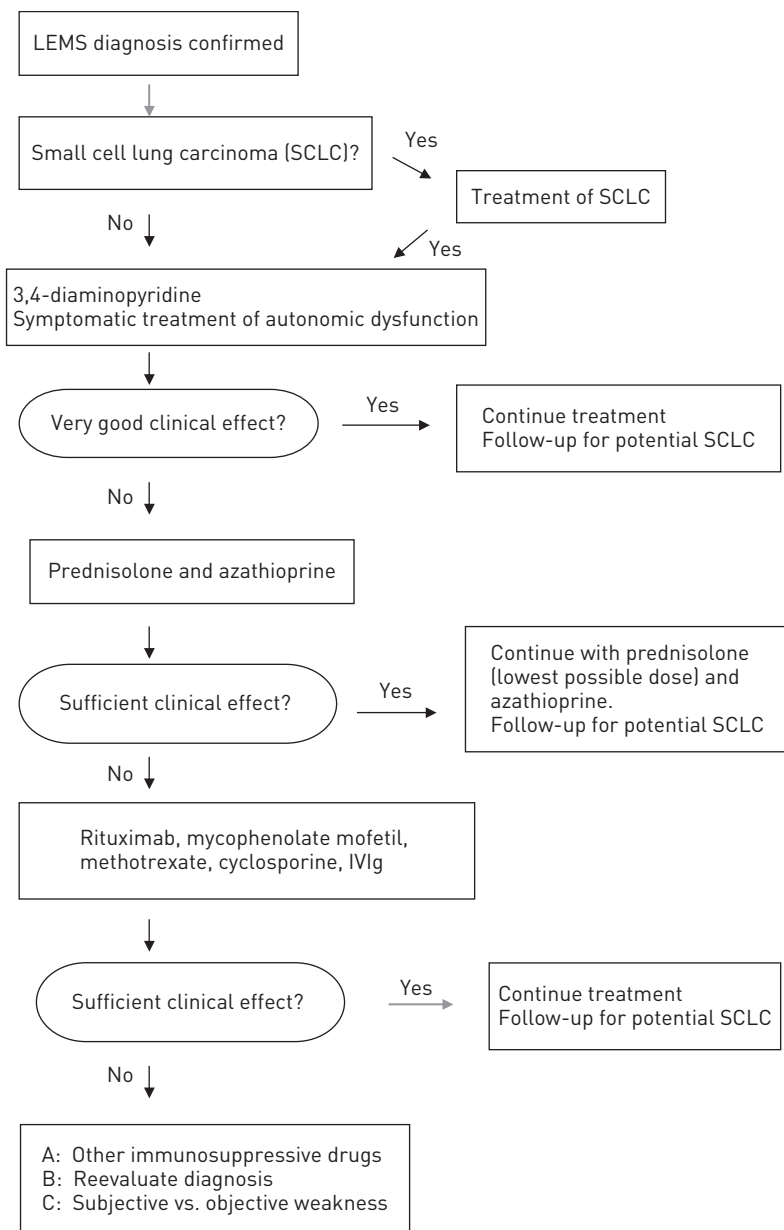 LEMS diagnosis confirmed
Small cell lung carcinoma (SCLC)?
Yes
Treatment of SCLC
No
Yes
3,4-diaminopyridine
Symptomatic treatment of autonomic dysfunction
Very good clinical effect?
Yes
Continue treatment
Follow-up for potential SCLC
No
Prednisolone and azathioprine
Sufficient clinical effect?
Yes
Continue with prednisolone
(lowest possible dose) and
azathioprine.
Follow-up for potential SCLC
No
Rituximab, mycophenolate mofetil,
methotrexate, cyclosporine, IVIg
Sufficient clinical effect?
Yes
Continue treatment
Follow-up for potential SCLC
No
A: Other immunosuppressive drugs
B: Reevaluate diagnosis
C: Subjective vs. objective weakness